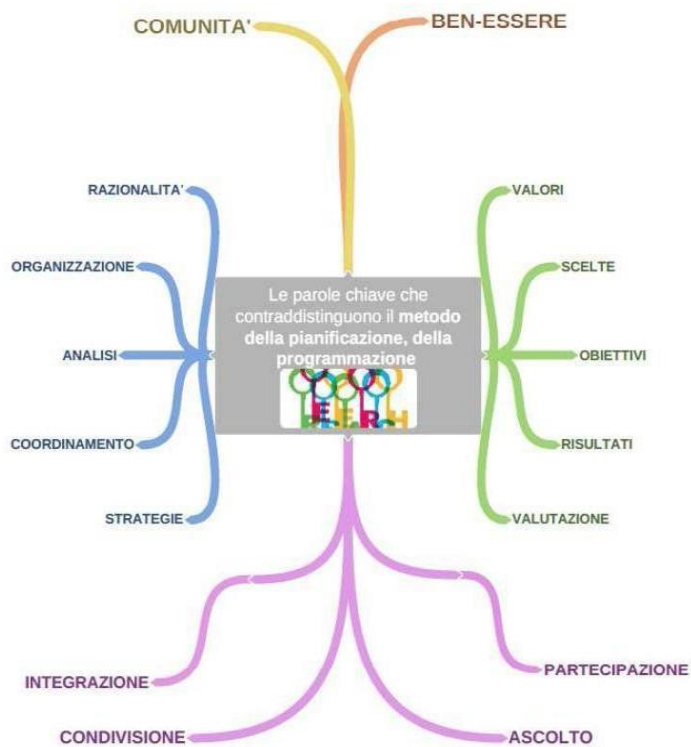 COMUNITA'
BEN-ESSERE
RAZIONALITA'
VALORI
ORGANIZZAZIONE
SCELTE
Le parole chiave che
contraddistinguono il metodo
della pianificazione, della
programmazione
ANALISI
OBIETTIVI
COORDINAMENTO
RISULTATI
STRATEGIE
VALUTAZIONE
INTEGRAZIONE
PARTECIPAZIONE
CONDIVISIONE
ASCOLTO